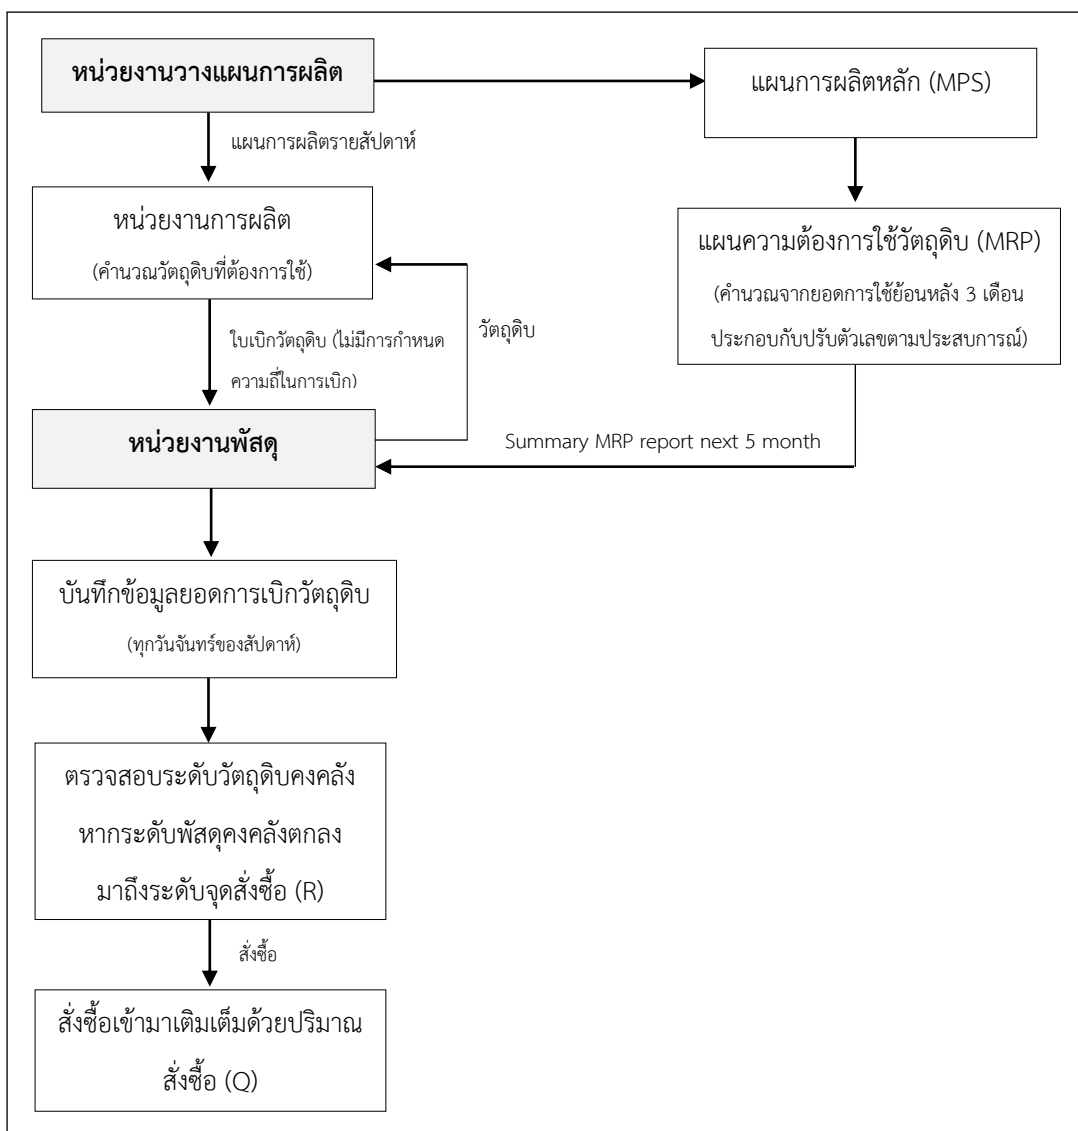 หน่วยงานวางแผนการผลิต
แผนการผลิตหลัก (MPS)
แผนการผลิตรายสัปดาห์
หน่วยงานการผลิต
(คำนวณวัตถุดิบที่ต้องการใช้)
แผนความต้องการใช้วัตถุดิบ (MRP)
(คำนวณจากยอดการใช้ย้อนหลัง 3 เดือน
ประกอบกับปรับตัวเลขตามประสบการณ์)
วัตถุดิบ
ใบเบิกวัตถุดิบ (ไม่มีการกำหนด
ความถี่ในการเบิก)
หน่วยงานพัสดุ
Summary MRP report next 5 month
บันทึกข้อมูลยอดการเบิกวัตถุดิบ
(ทุกวันจันทร์ของสัปดาห์)
ตรวจสอบระดับวัตถุดิบคงคลัง
หากระดับพัสดุคงคลังตกลง
มาถึงระดับจุดสั่งซื้อ (R)
สั่งซื้อ
สั่งซื้อเข้ามาเติมเต็มด้วยปริมาณ
สั่งซื้อ (Q)